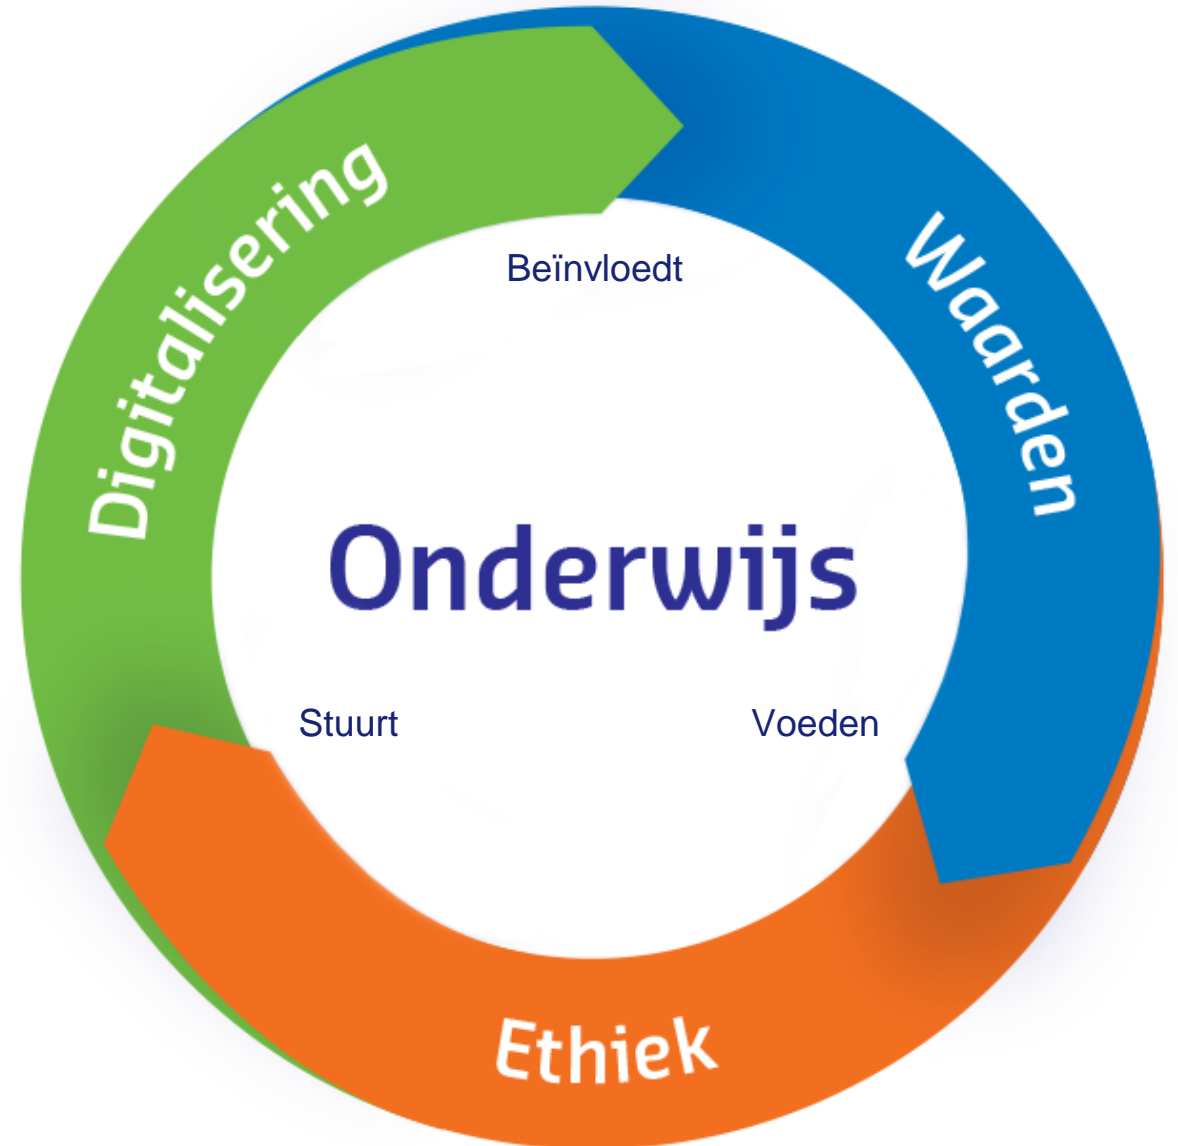 Digitalisering
Waarden
Beïnvloedt
Onderwijs
Stuurt
Voeden
Ethiek